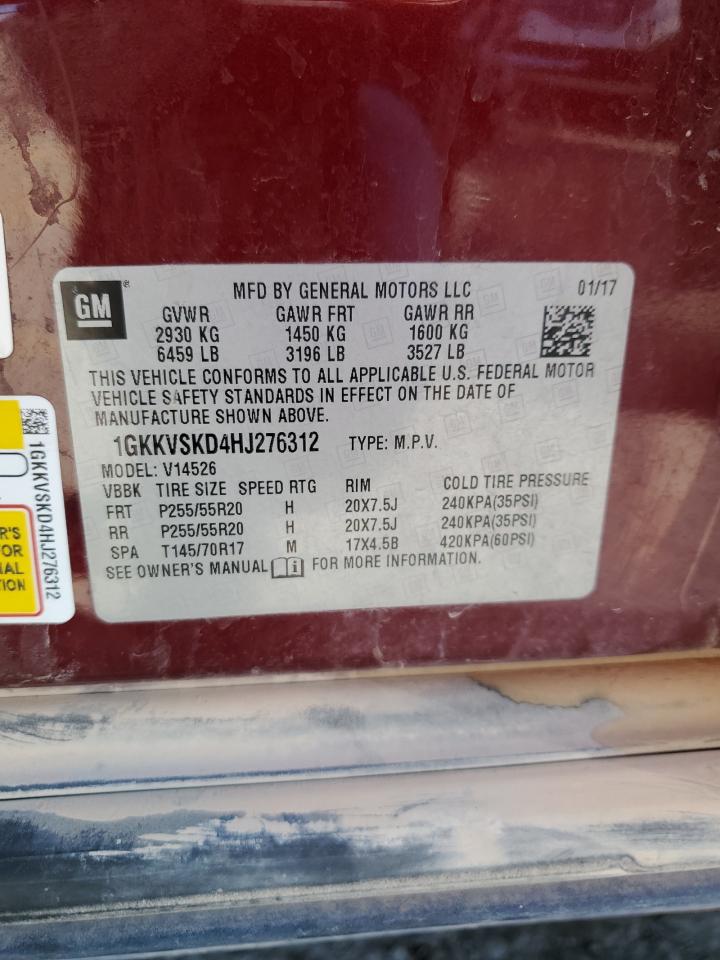 GM
®
MFD BY GENERAL MOTORS LLC 01/17
GVWR GAWR FRT GAWR RR
2930 KG 1450 KG 1600 KG
6459 LB 3196 LB 3527 LB
THIS VEHICLE CONFORMS TO ALL APPLICABLE U.S. FEDERAL MOTOR
VEHICLE SAFETY STANDARDS IN EFFECT ON THE DATE OF
MANUFACTURE SHOWN ABOVE.
1GKKVSKD4HJ276312 TYPE: M.P.V.
MODEL: V14526
VBBK TIRE SIZE SPEED RTG RIM COLD TIRE PRESSURE
FRT P255/55R20 H 20X7.5J 240KPA(35PSI)
RR P255/55R20 H 20X7.5J 240KPA(35PSI)
SPA T145/70R17 M 17X4.5B 420KPA(60PSI)
SEE OWNER'S MANUAL i FOR MORE INFORMATION.
1GKKVSKD4HJ276312
R'S
FOR
TION